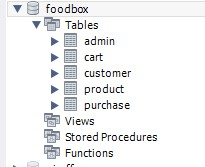 foodbox
Tables
admin
cart
customer
product
purchase
Views
Stored Procedures
Functions